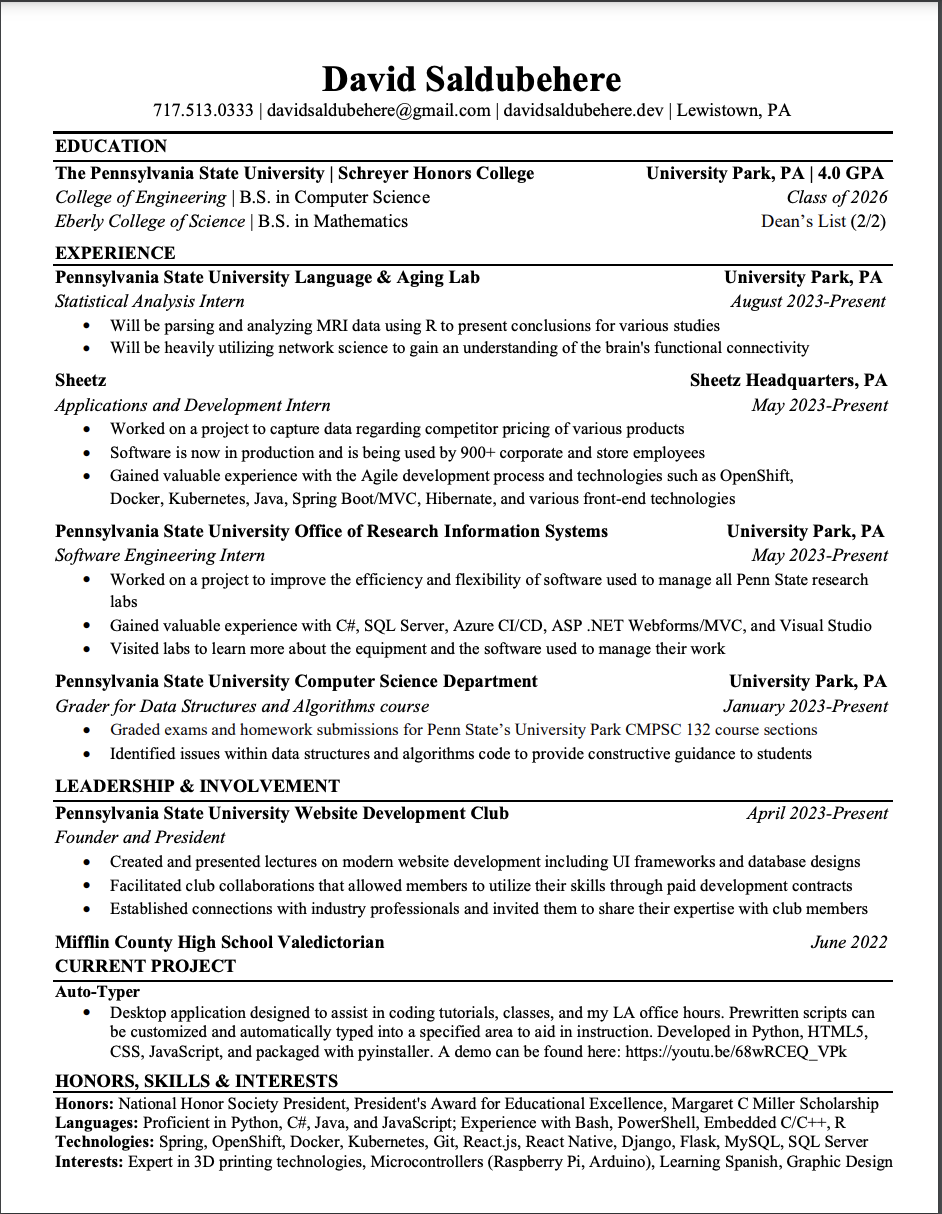 David Saldubehere
717.513.0333 | davidsaldubehere@gmail.com | davidsaldubehere.dev | Lewistown, PA
EDUCATION
The Pennsylvania State University | Schreyer Honors College University Park, PA | 4.0 GPA
College of Engineering | B.S. in Computer Science Class of 2026
Eberly College of Science | B.S. in Mathematics Dean’s List (2/2)
EXPERIENCE
Pennsylvania State University Language & Aging Lab University Park, PA
Statistical Analysis Intern August 2023-Present
• Will be parsing and analyzing MRI data using R to present conclusions for various studies
• Will be heavily utilizing network science to gain an understanding of the brain's functional connectivity
Sheetz Sheetz Headquarters, PA
Applications and Development Intern May 2023-Present
• Worked on a project to capture data regarding competitor pricing of various products
• Software is now in production and is being used by 900+ corporate and store employees
• Gained valuable experience with the Agile development process and technologies such as OpenShift,
Docker, Kubernetes, Java, Spring Boot/MVC, Hibernate, and various front-end technologies
Pennsylvania State University Office of Research Information Systems University Park, PA
Software Engineering Intern May 2023-Present
• Worked on a project to improve the efficiency and flexibility of software used to manage all Penn State research
labs
• Gained valuable experience with C#, SQL Server, Azure CI/CD, ASP .NET Webforms/MVC, and Visual Studio
• Visited labs to learn more about the equipment and the software used to manage their work
Pennsylvania State University Computer Science Department University Park, PA
Grader for Data Structures and Algorithms course January 2023-Present
• Graded exams and homework submissions for Penn State’s University Park CMPSC 132 course sections
• Identified issues within data structures and algorithms code to provide constructive guidance to students
LEADERSHIP & INVOLVEMENT
Pennsylvania State University Website Development Club April 2023-Present
Founder and President
• Created and presented lectures on modern website development including UI frameworks and database designs
• Facilitated club collaborations that allowed members to utilize their skills through paid development contracts
• Established connections with industry professionals and invited them to share their expertise with club members
Mifflin County High School Valedictorian June 2022
CURRENT PROJECT
Auto-Typer
• Desktop application designed to assist in coding tutorials, classes, and my LA office hours. Prewritten scripts can
be customized and automatically typed into a specified area to aid in instruction. Developed in Python, HTML5,
CSS, JavaScript, and packaged with pyinstaller. A demo can be found here: https://youtu.be/68wRCEQ_VPk
HONORS, SKILLS & INTERESTS
Honors: National Honor Society President, President's Award for Educational Excellence, Margaret C Miller Scholarship
Languages: Proficient in Python, C#, Java, and JavaScript; Experience with Bash, PowerShell, Embedded C/C++, R
Technologies: Spring, OpenShift, Docker, Kubernetes, Git, React.js, React Native, Django, Flask, MySQL, SQL Server
Interests: Expert in 3D printing technologies, Microcontrollers (Raspberry Pi, Arduino), Learning Spanish, Graphic Design